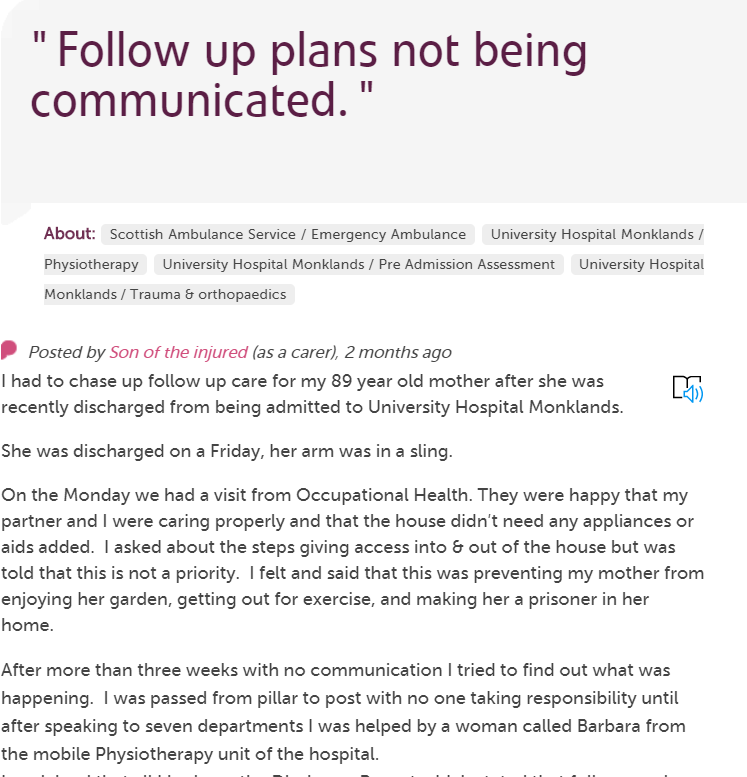 " Follow up plans not being
communicated. "
About: Scottish Ambulance Service / Emergency Ambulance University Hospital Monklands /
Physiotherapy University Hospital Monklands / Pre Admission Assessment University Hospital
Monklands / Trauma & orthopaedics
Posted by Son of the injured (as a carer), 2 months ago
I had to chase up follow up care for my 89 year old mother after she was
recently discharged from being admitted to University Hospital Monklands.
She was discharged on a Friday, her arm was in a sling.
On the Monday we had a visit from Occupational Health. They were happy that my
partner and I were caring properly and that the house didn't need any appliances or
aids added.  I asked about the steps giving access into & out of the house but was
told that this is not a priority.  I felt and said that this was preventing my mother from
enjoying her garden, getting out for exercise, and making her a prisoner in her
home.
After more than three weeks with no communication I tried to find out what was
happening.  I was passed from pillar to post with no one taking responsibility until
after speaking to seven departments I was helped by a woman called Barbara from
the mobile Physiotherapy unit of the hospital.